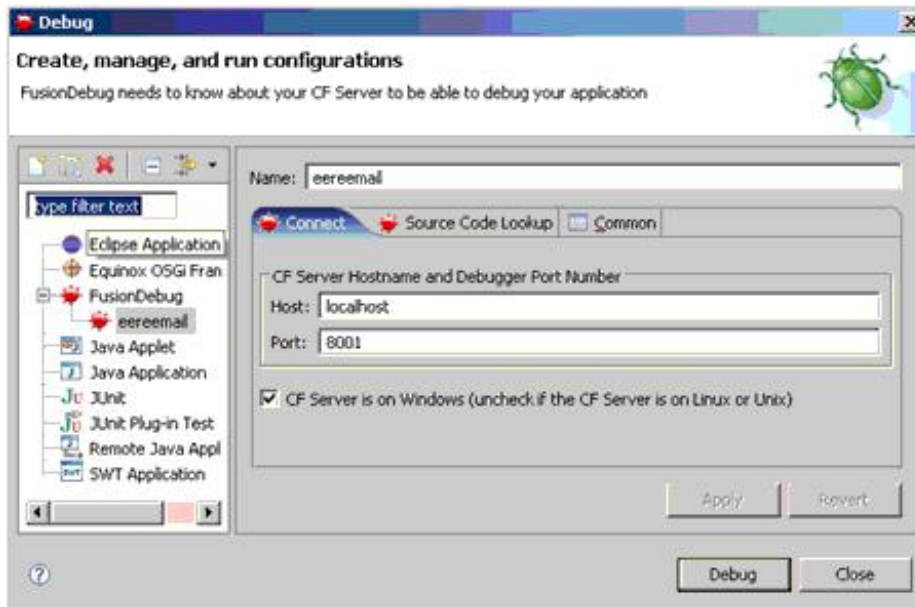 Debug
Create, manage, and run configurations
FusionDebug needs to know about your CF Server to be able to debug your application
type filter text
Eclipse Application
Equinox OSGi Fran
FusionDebug
eereemail
Java Applet
Java Application
JUnit
JUnit Plug-in Test
Remote Java Appl
SWT Application
Name: eereemail
Connect Source Code Lookup Common
CF Server Hostname and Debugger Port Number
Host: localhost
Port: 8001
CF Server is on Windows (uncheck if the CF Server is on Linux or Unix)
Apply Revert
Debug Close